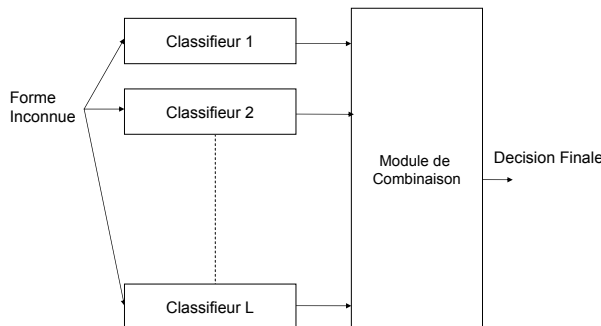 Classifieur 1
Forme
Inconnue
Classifieur 2
Module de
Combinaison
Decision Finale
Classifieur L